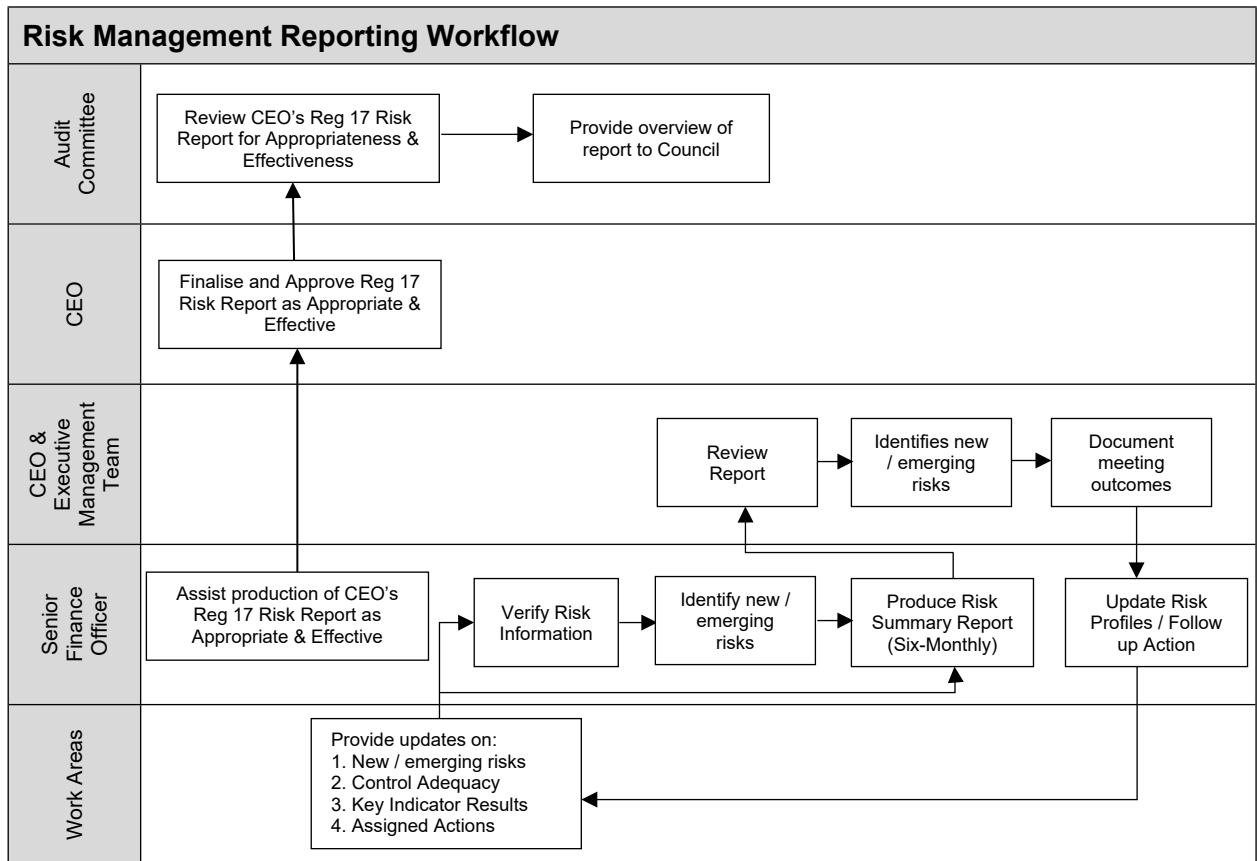 Risk Management Reporting Workflow
Audit
Committee
Review CEO's Reg 17 Risk
Report for Appropriateness &
Effectiveness
Provide overview of
report to Council
CEO
Finalise and Approve Reg 17
Risk Report as Appropriate &
Effective
CEO &
Executive
Management
Team
Review
Report
Identifies new
/ emerging
risks
Document
meeting
outcomes
Senior
Finance
Officer
Assist production of CEO's
Reg 17 Risk Report as
Appropriate & Effective
Verify Risk
Information
Identify new /
emerging
risks
Produce Risk
Summary Report
(Six-Monthly)
Update Risk
Profiles / Follow
up Action
Work Areas
Provide updates on:
1. New / emerging risks
2. Control Adequacy
3. Key Indicator Results
4. Assigned Actions